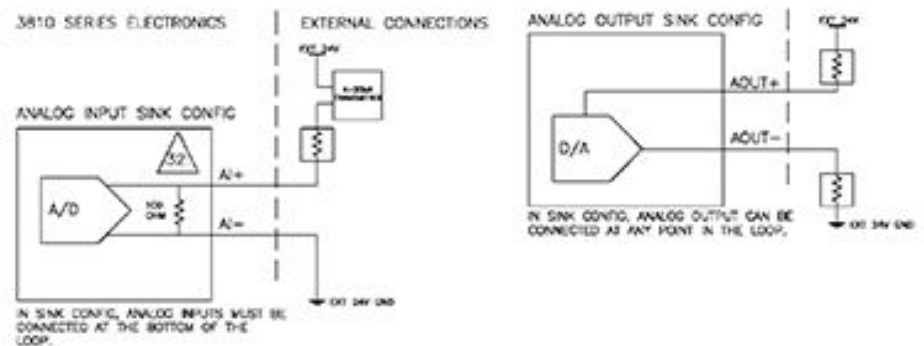 3810 SERIES ELECTRONICS
EXTERNAL CONNECTIONS
EXT 24V
4-20MA
ANALOG INPUT SINK CONFIG
32
AI+
A/D
OHM
AI-
EXT 24V GND
IN SINK CONFIG, ANALOG INPUTS MUST BE
CONNECTED AT THE BOTTOM OF THE
LOOP.
ANALOG OUTPUT SINK CONFIG
EXT 24V
AOUT+
D/A
AOUT-
IN SINK CONFIG, ANALOG OUTPUT CAN BE
CONNECTED AT ANY POINT IN THE LOOP.
EXT 24V GND